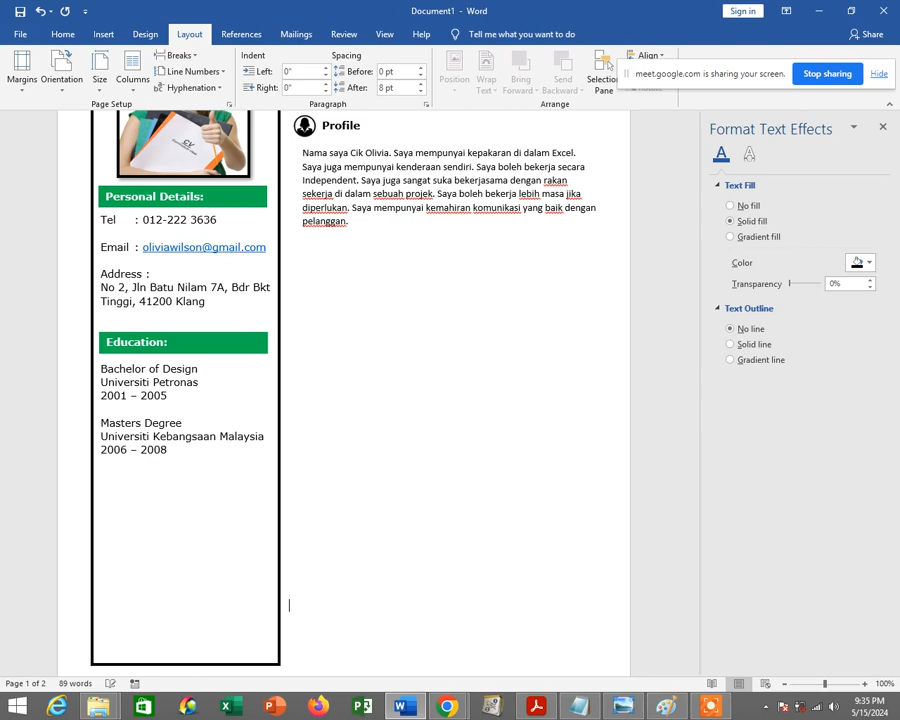 Document1 - Word
Sign in
File Home Insert Design Layout References Mailings Review View Help Tell me what you want to do Share
Margins
Orientation
Size
Columns
Breaks
Line Numbers
Hyphenation
Page Setup
Indent
Left: 0"
Right: 0"
Spacing
Before: 0 pt
After: 8 pt
Paragraph
Position
Wrap Text
Bring Forward
Send Backward
Selection Pane
Align
Arrange
meet.google.com is sharing your screen.
Stop sharing
Hide
CV
Personal Details:
Tel : 012-222 3636
Email : oliviawilson@gmail.com
Address :
No 2, Jln Batu Nilam 7A, Bdr Bkt
Tinggi, 41200 Klang
Education:
Bachelor of Design
Universiti Petronas
2001 – 2005
Masters Degree
Universiti Kebangsaan Malaysia
2006 – 2008
Profile
Nama saya Cik Olivia. Saya mempunyai kepakaran di dalam Excel.
Saya juga mempunyai kenderaan sendiri. Saya boleh bekerja secara
Independent. Saya juga sangat suka bekerjasama dengan rakan
sekerja di dalam sebuah projek. Saya boleh bekerja lebih masa jika
diperlukan. Saya mempunyai kemahiran komunikasi yang baik dengan
pelanggan.
Format Text Effects
Text Fill
No fill
Solid fill
Gradient fill
Color
Transparency 0%
Text Outline
No line
Solid line
Gradient line
Page 1 of 2 89 words
100%
9:35 PM
5/15/2024